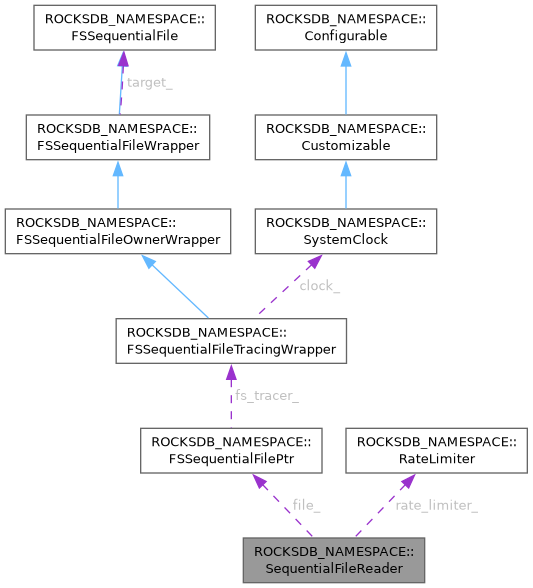 ROCKSDB_NAMESPACE::
FSSequentialFile
ROCKSDB_NAMESPACE::
Configurable
target_
ROCKSDB_NAMESPACE::
FSSequentialFileWrapper
ROCKSDB_NAMESPACE::
Customizable
ROCKSDB_NAMESPACE::
FSSequentialFileOwnerWrapper
ROCKSDB_NAMESPACE::
SystemClock
clock_
ROCKSDB_NAMESPACE::
FSSequentialFileTracingWrapper
fs_tracer_
ROCKSDB_NAMESPACE::
FSSequentialFilePtr
ROCKSDB_NAMESPACE::
RateLimiter
file_
rate_limiter_
ROCKSDB_NAMESPACE::
SequentialFileReader